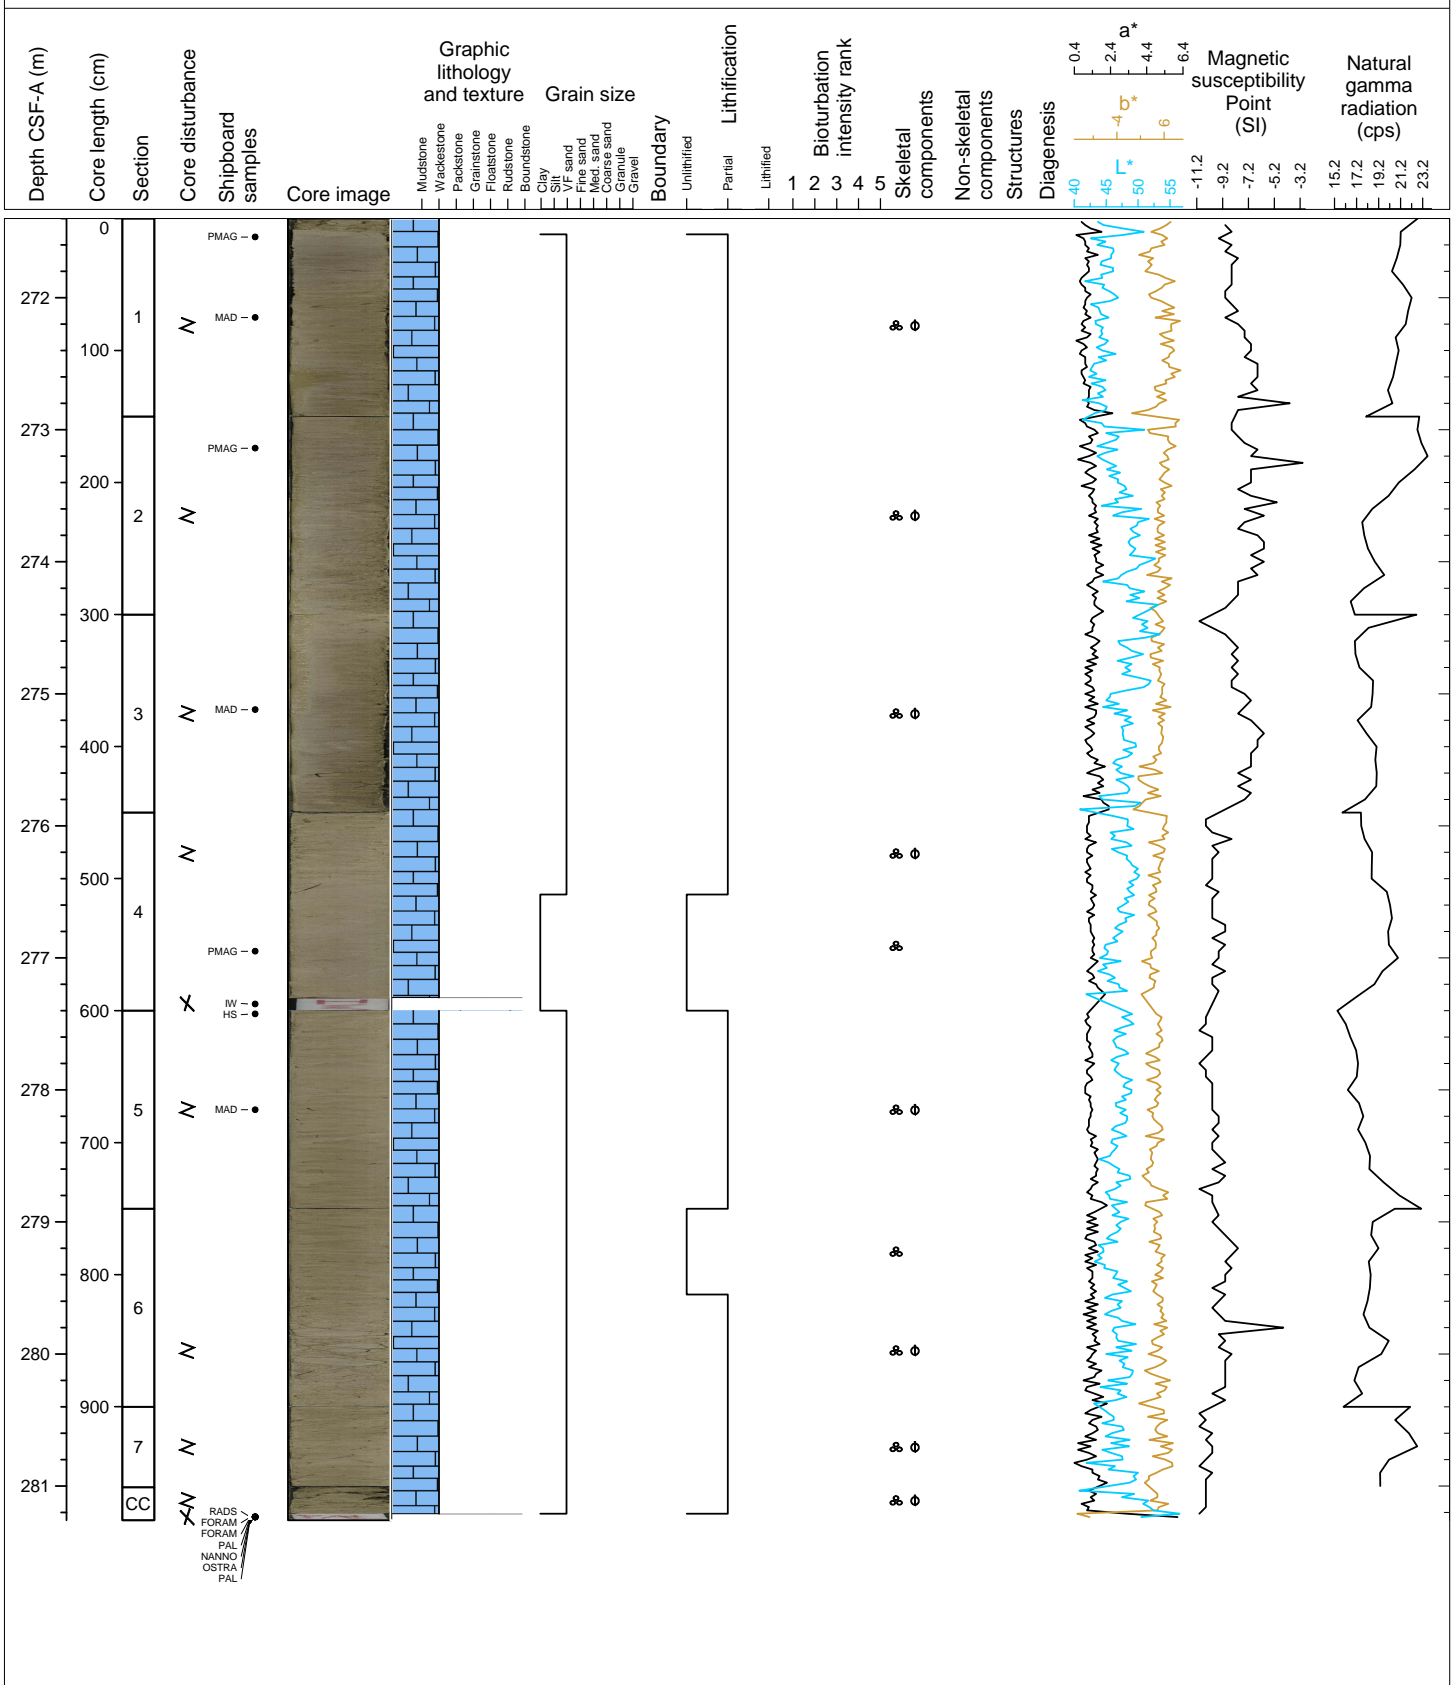 Depth CSF-A (m)
Core length (cm)
Section
Core disturbance
Shipboard
samples
Core image
Graphic
lithology
and texture
Mudstone
Wackestone
Packstone
Grainstone
Floatstone
Rudstone
Boundstone
Grain size
Clay
Silt
VF sand
Fine sand
Med. sand
Coarse sand
Granule
Gravel
Boundary
Lithification
Unlithified
Partial
Lithified
Bioturbation
intensity rank
1 2 3 4 5
Skeletal
components
Non-skeletal
components
Structures
Diagenesis
a*
0.4 2.4 4.4 6.4
b*
4 6
L*
40 45 50 55
Magnetic
susceptibility
Point
(SI)
-11.2 -9.2 -7.2 -5.2 -3.2
Natural
gamma
radiation
(cps)
15.2 17.2 19.2 21.2 23.2
0
PMAG
272
1
MAD
100
273
PMAG
200
2
274
300
275
3
MAD
400
276
500
4
277
PMAG
IW
600
HS
278
5
MAD
700
279
800
6
280
900
7
281
CC
RADS
FORAM
FORAM
PAL
NANNO
OSTRA
PAL